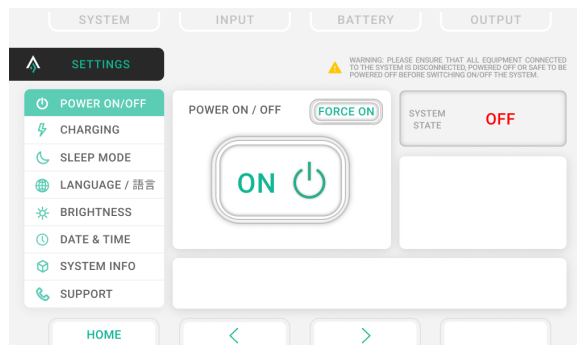 SYSTEM INPUT BATTERY OUTPUT
SETTINGS
WARNING: PLEASE ENSURE THAT ALL EQUIPMENT CONNECTED
TO THE SYSTEM IS DISCONNECTED, POWERED OFF OR SAFE TO BE
POWERED OFF BEFORE SWITCHING ON/OFF THE SYSTEM.
POWER ON/OFF
CHARGING
SLEEP MODE
LANGUAGE / 語言
BRIGHTNESS
DATE & TIME
SYSTEM INFO
SUPPORT
POWER ON / OFF
FORCE ON
ON
SYSTEM
STATE
OFF
HOME